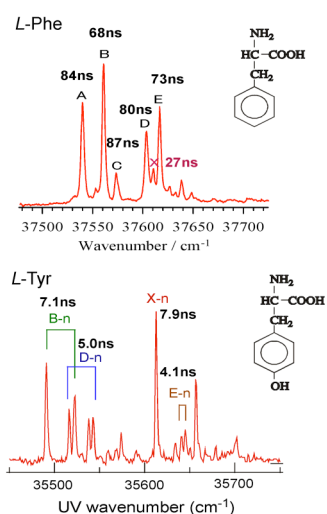 L-Phe
68ns
B
84ns
A
73ns
E
80ns
D
x 27ns
87ns
C
NH₂
HC—COOH
CH₂
37500 37550 37600 37650 37700
Wavenumber / cm⁻¹
L-Tyr
7.1ns
B-n
5.0ns
D-n
X-n
7.9ns
4.1ns
E-n
NH₂
HC—COOH
CH₂
OH
35500 35600 35700
UV wavenumber (cm⁻¹)